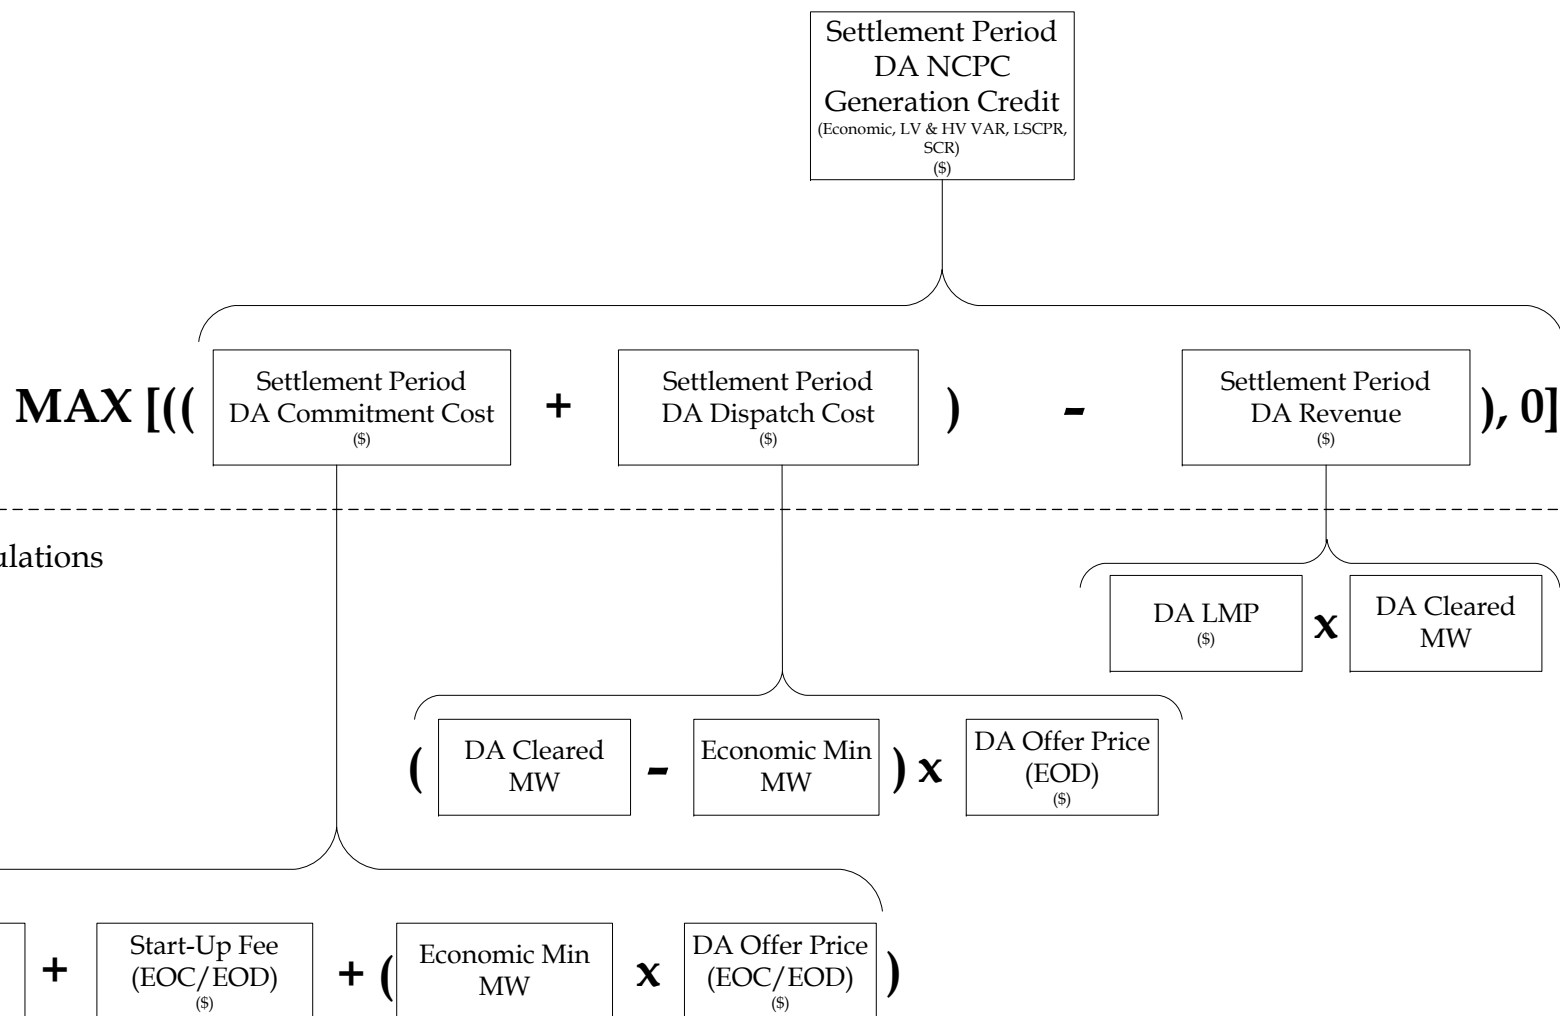 Settlement Period
DA NCPC
Generation Credit
(Economic, LV & HV VAR, LSCPR,
SCR)
($)
MAX [((
Settlement Period
DA Commitment Cost
($)
+
Settlement Period
DA Dispatch Cost
($)
)
-
Settlement Period
DA Revenue
($)
), 0]
ulations
DA LMP
($)
x
DA Cleared
MW
(
DA Cleared
MW
-
Economic Min
MW
) x
DA Offer Price
(EOD)
($)
+
Start-Up Fee
(EOC/EOD)
($)
+ (
Economic Min
MW
x
DA Offer Price
(EOC/EOD)
($)
)